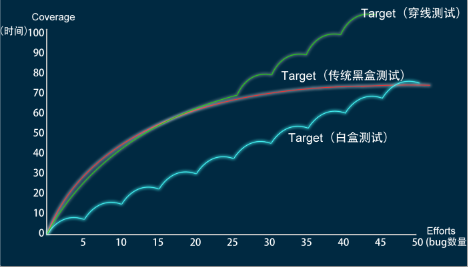 Coverage
Target（穿线测试）
（时间）
100
90
80
Target（传统黑盒测试）
70
60
50
Target（白盒测试）
40
30
20
10
0
Efforts
5 10 15 20 25 30 35 40 45 50 （bug数量